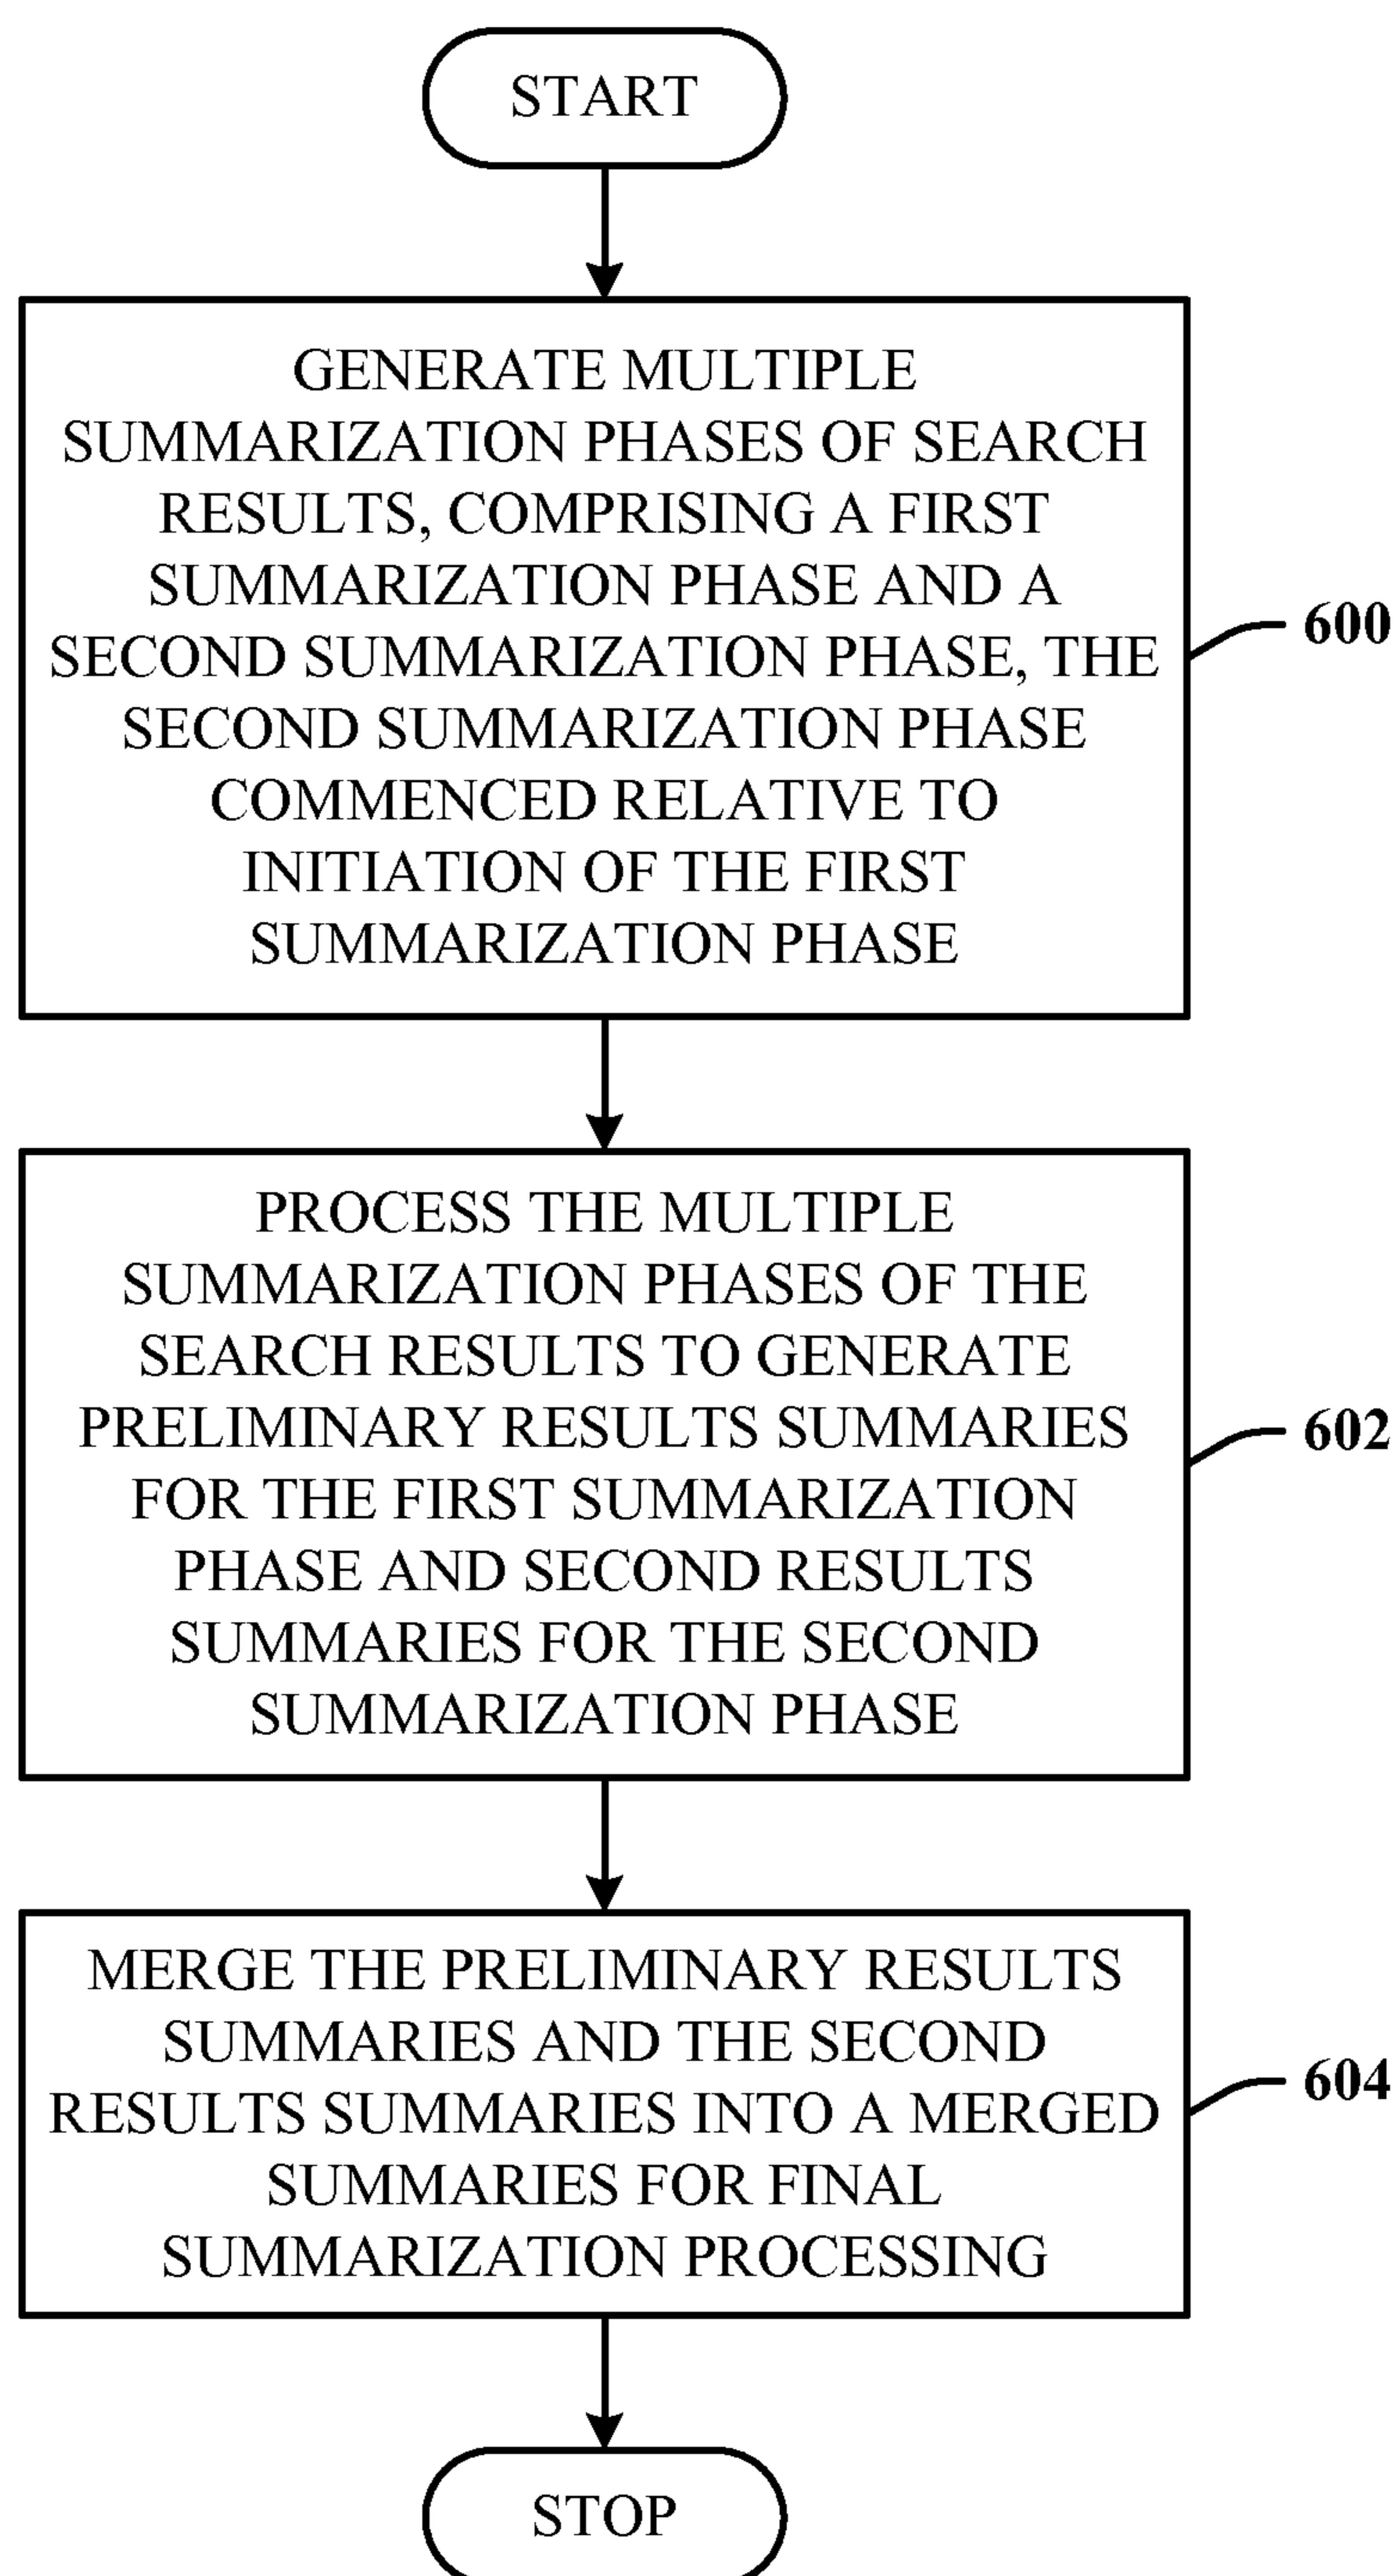 START
GENERATE MULTIPLE
SUMMARIZATION PHASES OF SEARCH
RESULTS, COMPRISING A FIRST
SUMMARIZATION PHASE AND A
SECOND SUMMARIZATION PHASE, THE
SECOND SUMMARIZATION PHASE
COMMENCED RELATIVE TO
INITIATION OF THE FIRST
SUMMARIZATION PHASE
600
PROCESS THE MULTIPLE
SUMMARIZATION PHASES OF THE
SEARCH RESULTS TO GENERATE
PRELIMINARY RESULTS SUMMARIES
FOR THE FIRST SUMMARIZATION
PHASE AND SECOND RESULTS
SUMMARIES FOR THE SECOND
SUMMARIZATION PHASE
602
MERGE THE PRELIMINARY RESULTS
SUMMARIES AND THE SECOND
RESULTS SUMMARIES INTO A MERGED
SUMMARIES FOR FINAL
SUMMARIZATION PROCESSING
604
STOP